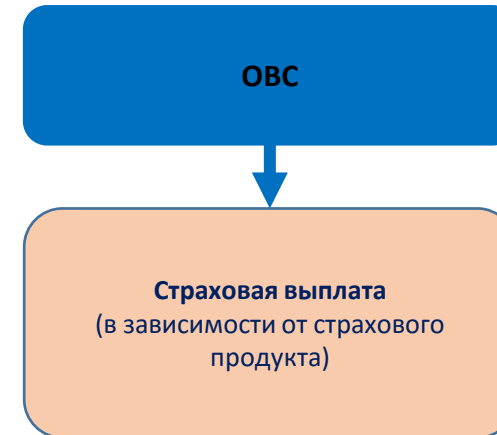 ОВС
Страховая выплата
(в зависимости от страхового
продукта)